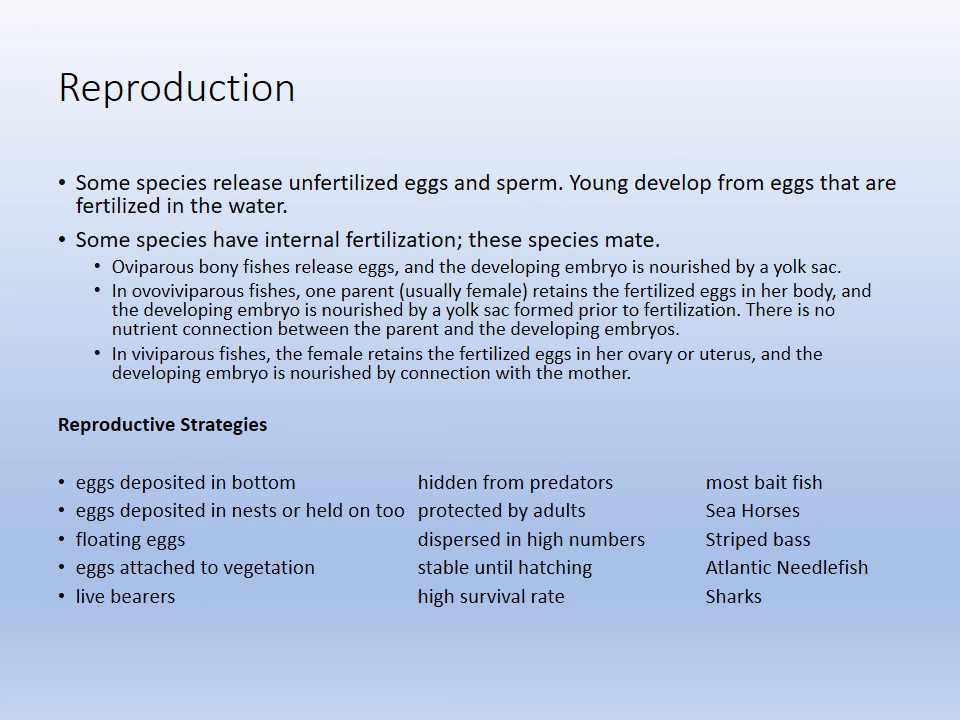 Reproduction
• Some species release unfertilized eggs and sperm. Young develop from eggs that are
fertilized in the water.
• Some species have internal fertilization; these species mate.
• Oviparous bony fishes release eggs, and the developing embryo is nourished by a yolk sac.
• In ovoviviparous fishes, one parent (usually female) retains the fertilized eggs in her body, and
the developing embryo is nourished by a yolk sac formed prior to fertilization. There is no
nutrient connection between the parent and the developing embryos.
• In viviparous fishes, the female retains the fertilized eggs in her ovary or uterus, and the
developing embryo is nourished by connection with the mother.
Reproductive Strategies
• eggs deposited in bottom hidden from predators most bait fish
• eggs deposited in nests or held on too protected by adults Sea Horses
• floating eggs dispersed in high numbers Striped bass
• eggs attached to vegetation stable until hatching Atlantic Needlefish
• live bearers high survival rate Sharks